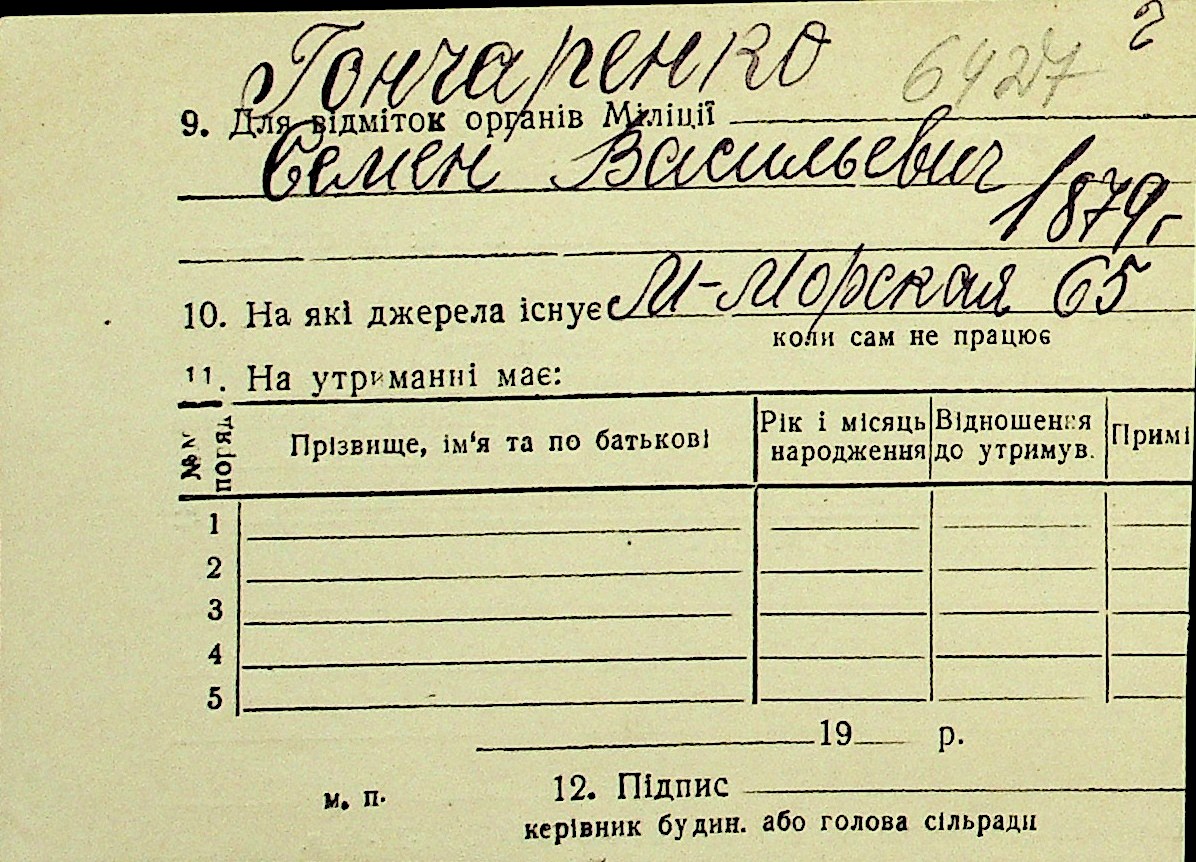 Гончаренко 6427 г
9. Для відміток органів Міліції
Семен Васильевич
1879 г
10. На які джерела існує М-Морская 65
коли сам не працює
11. На утриманні має:
№№ поряд
Прізвище, ім'я та по батькові
Рік і місяць народження
Відношення до утримув.
Примі
1
2
3
4
5
19 р.
м. п. 12. Підпис
керівник будин. або голова сільради